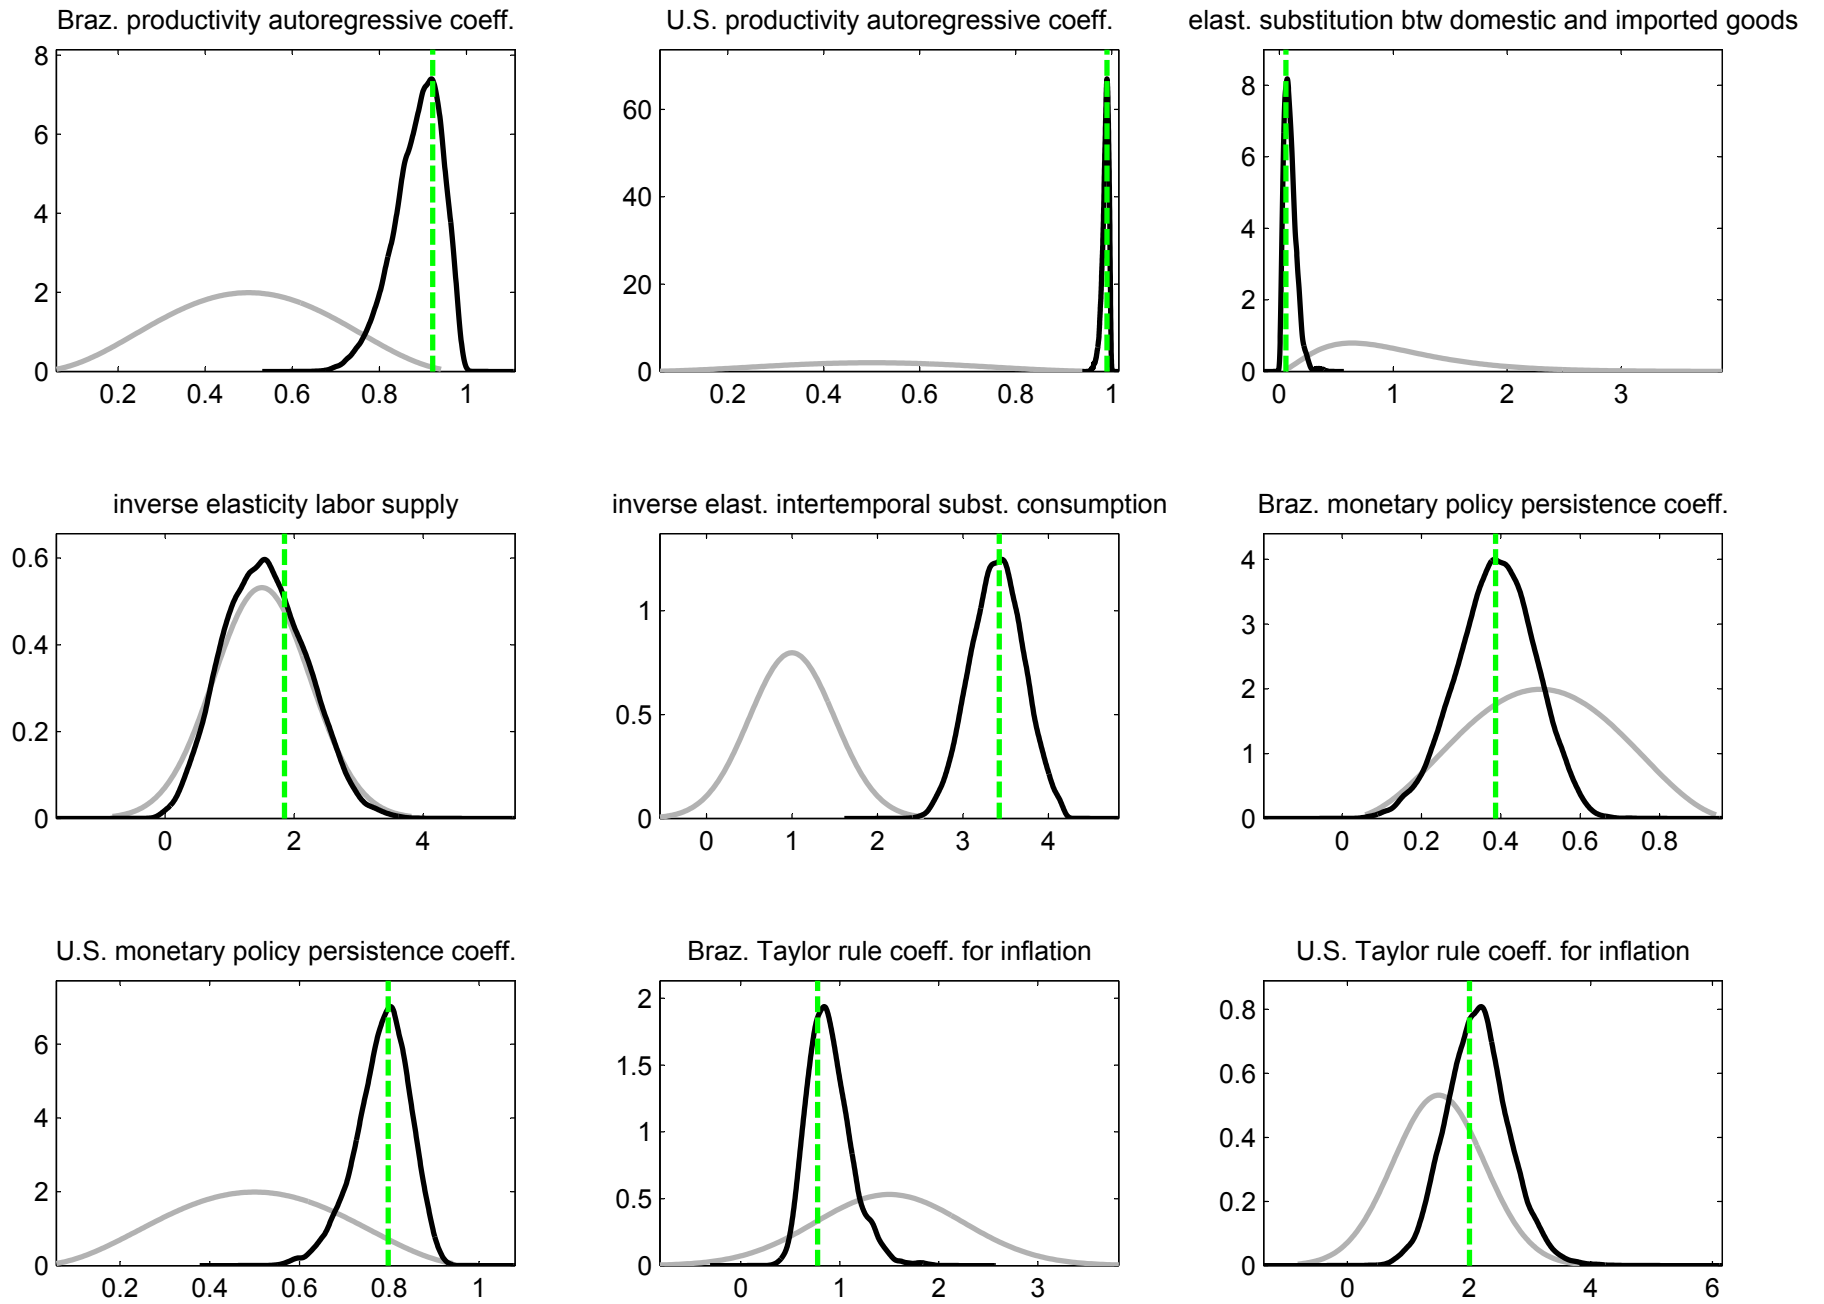 Braz. productivity autoregressive coeff.
8
6
4
2
0
0.2 0.4 0.6 0.8 1
U.S. productivity autoregressive coeff.
60
40
20
0
0.2 0.4 0.6 0.8 1
elast. substitution btw domestic and imported goods
8
6
4
2
0
0 1 2 3
inverse elasticity labor supply
0.6
0.4
0.2
0
0 2 4
inverse elast. intertemporal subst. consumption
1
0.5
0
0 1 2 3 4
Braz. monetary policy persistence coeff.
4
3
2
1
0
0 0.2 0.4 0.6 0.8
U.S. monetary policy persistence coeff.
6
4
2
0
0.2 0.4 0.6 0.8 1
Braz. Taylor rule coeff. for inflation
2
1.5
1
0.5
0
0 1 2 3
U.S. Taylor rule coeff. for inflation
0.8
0.6
0.4
0.2
0
0 2 4 6